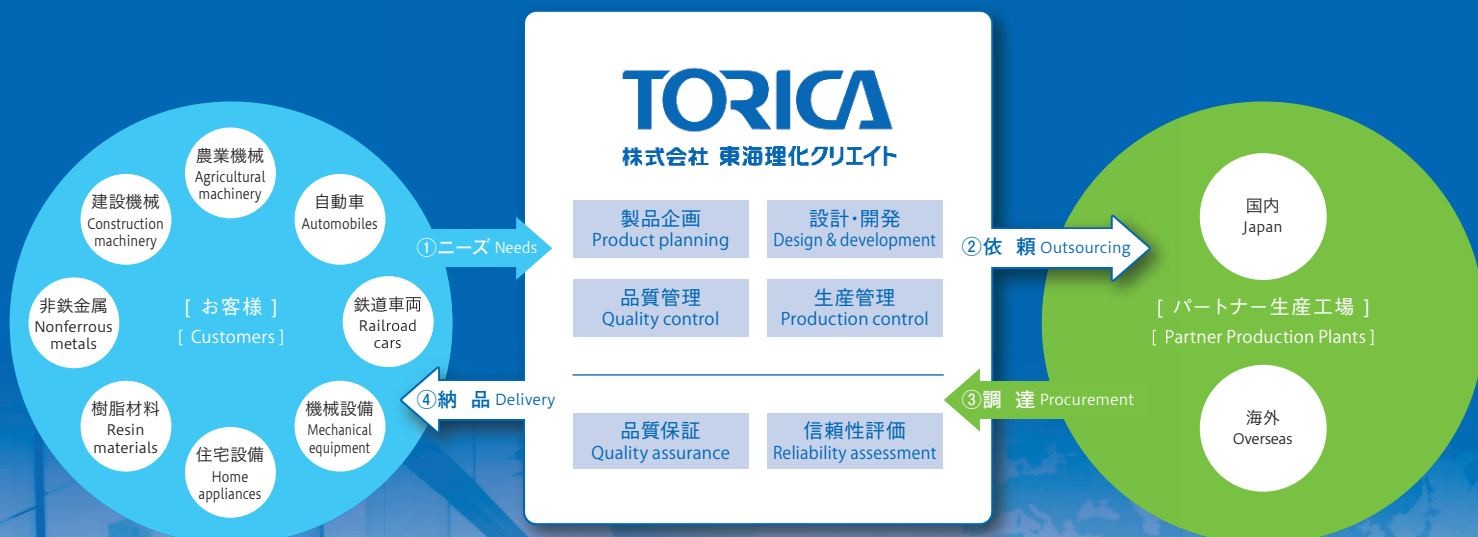 TORICA
株式会社 東海理化クリエイト
農業機械
Agricultural
machinery
建設機械
Construction
machinery
自動車
Automobiles
非鉄金属
Nonferrous
metals
[ お客様 ]
[ Customers ]
鉄道車両
Railroad
cars
樹脂材料
Resin
materials
住宅設備
Home
appliances
機械設備
Mechanical
equipment
①ニーズ Needs
製品企画
Product planning
設計・開発
Design & development
品質管理
Quality control
生産管理
Production control
品質保証
Quality assurance
信頼性評価
Reliability assessment
②依 頼 Outsourcing
国内
Japan
[ パートナー生産工場 ]
[ Partner Production Plants ]
海外
Overseas
③調 達 Procurement
④納 品 Delivery